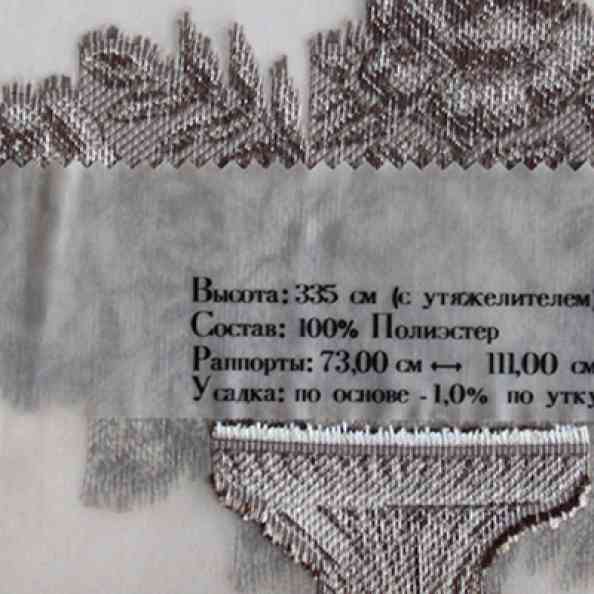 Высота: 335 см (с утяжелителем)
Состав: 100% Полиэстер
Раппорты: 73,00 см ↔ 111,00 см
Усадка: по основе -1,0% по утку